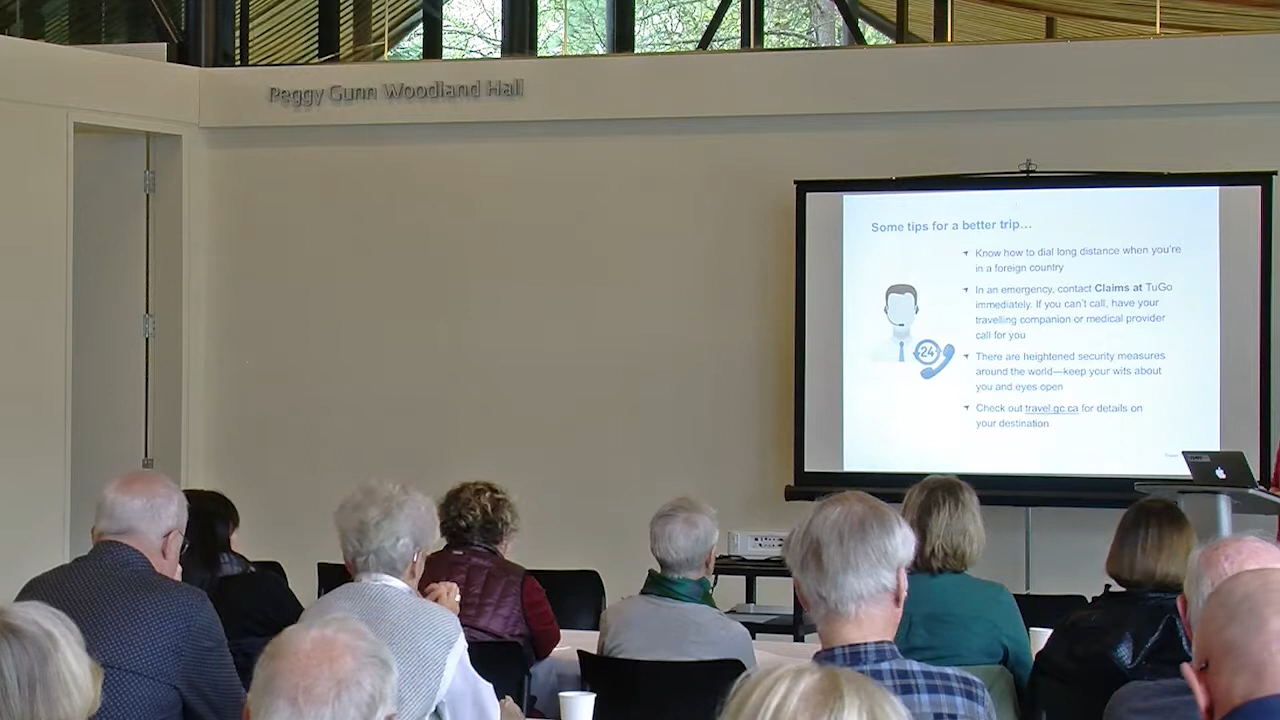 Peggy Gunn Woodland Hall
Some tips for a better trip…
Know how to dial long distance when you're
in a foreign country
In an emergency, contact Claims at TuGo
immediately. If you can't call, have your
travelling companion or medical provider
call for you
24
There are heightened security measures
around the world—keep your wits about
you and eyes open
Check out travel.gc.ca for details on
your destination